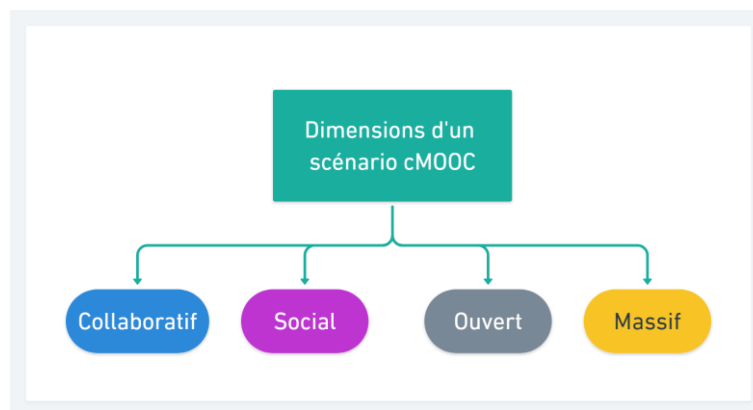 Dimensions d'un
scénario cMOOC
Collaboratif
Social
Ouvert
Massif